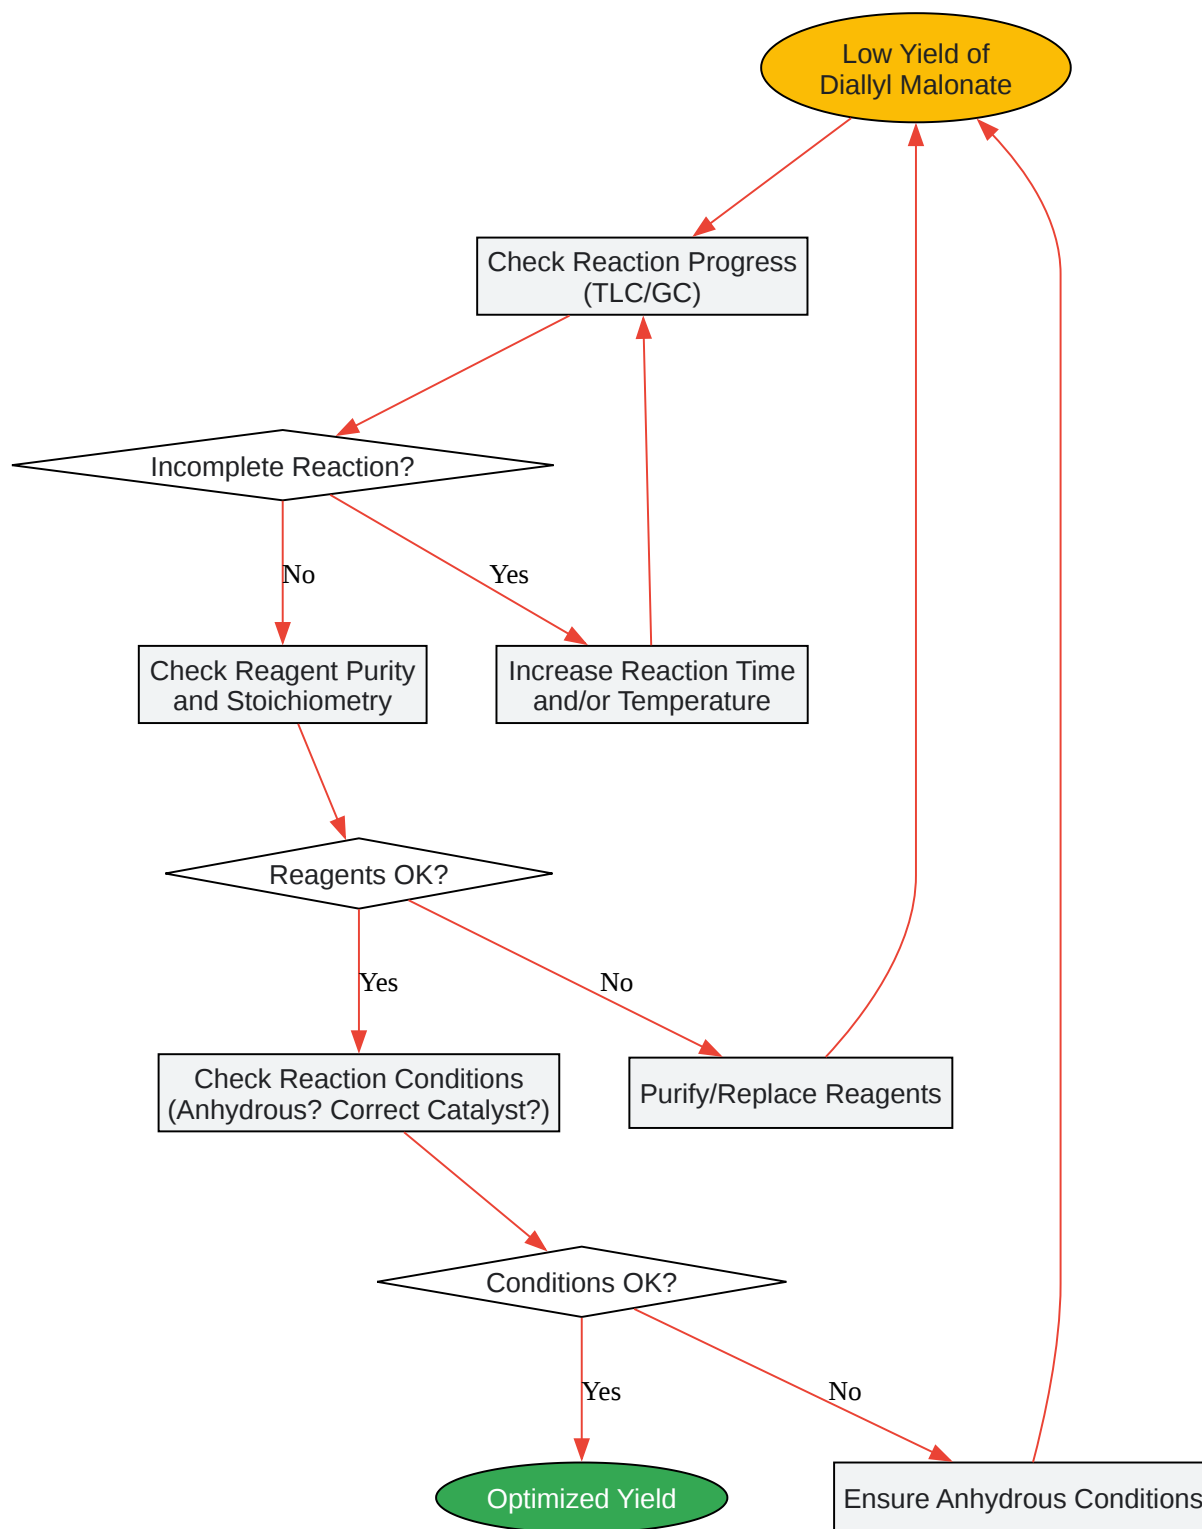 Low Yield of
Diallyl Malonate
Check Reaction Progress
(TLC/GC)
Incomplete Reaction?
No
Yes
Check Reagent Purity
and Stoichiometry
Increase Reaction Time
and/or Temperature
Reagents OK?
Yes
No
Check Reaction Conditions
(Anhydrous? Correct Catalyst?)
Purify/Replace Reagents
Conditions OK?
Yes
No
Optimized Yield
Ensure Anhydrous Conditions